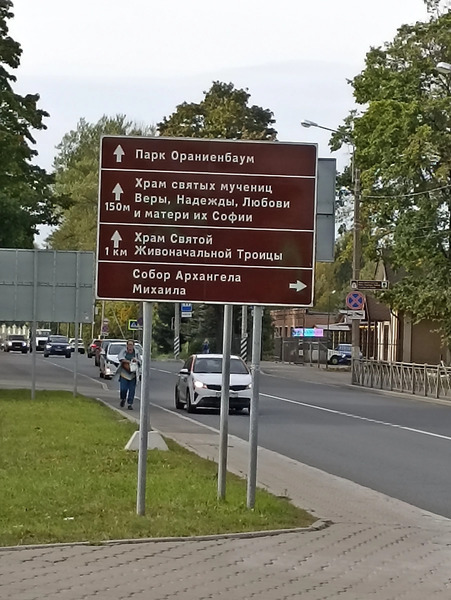 Парк Ораниенбаум
Храм святых мучениц
Веры, Надежды, Любови
и матери их Софии
150м
Храм Святой
Живоначальной Троицы
1 км
Собор Архангела
Михаила